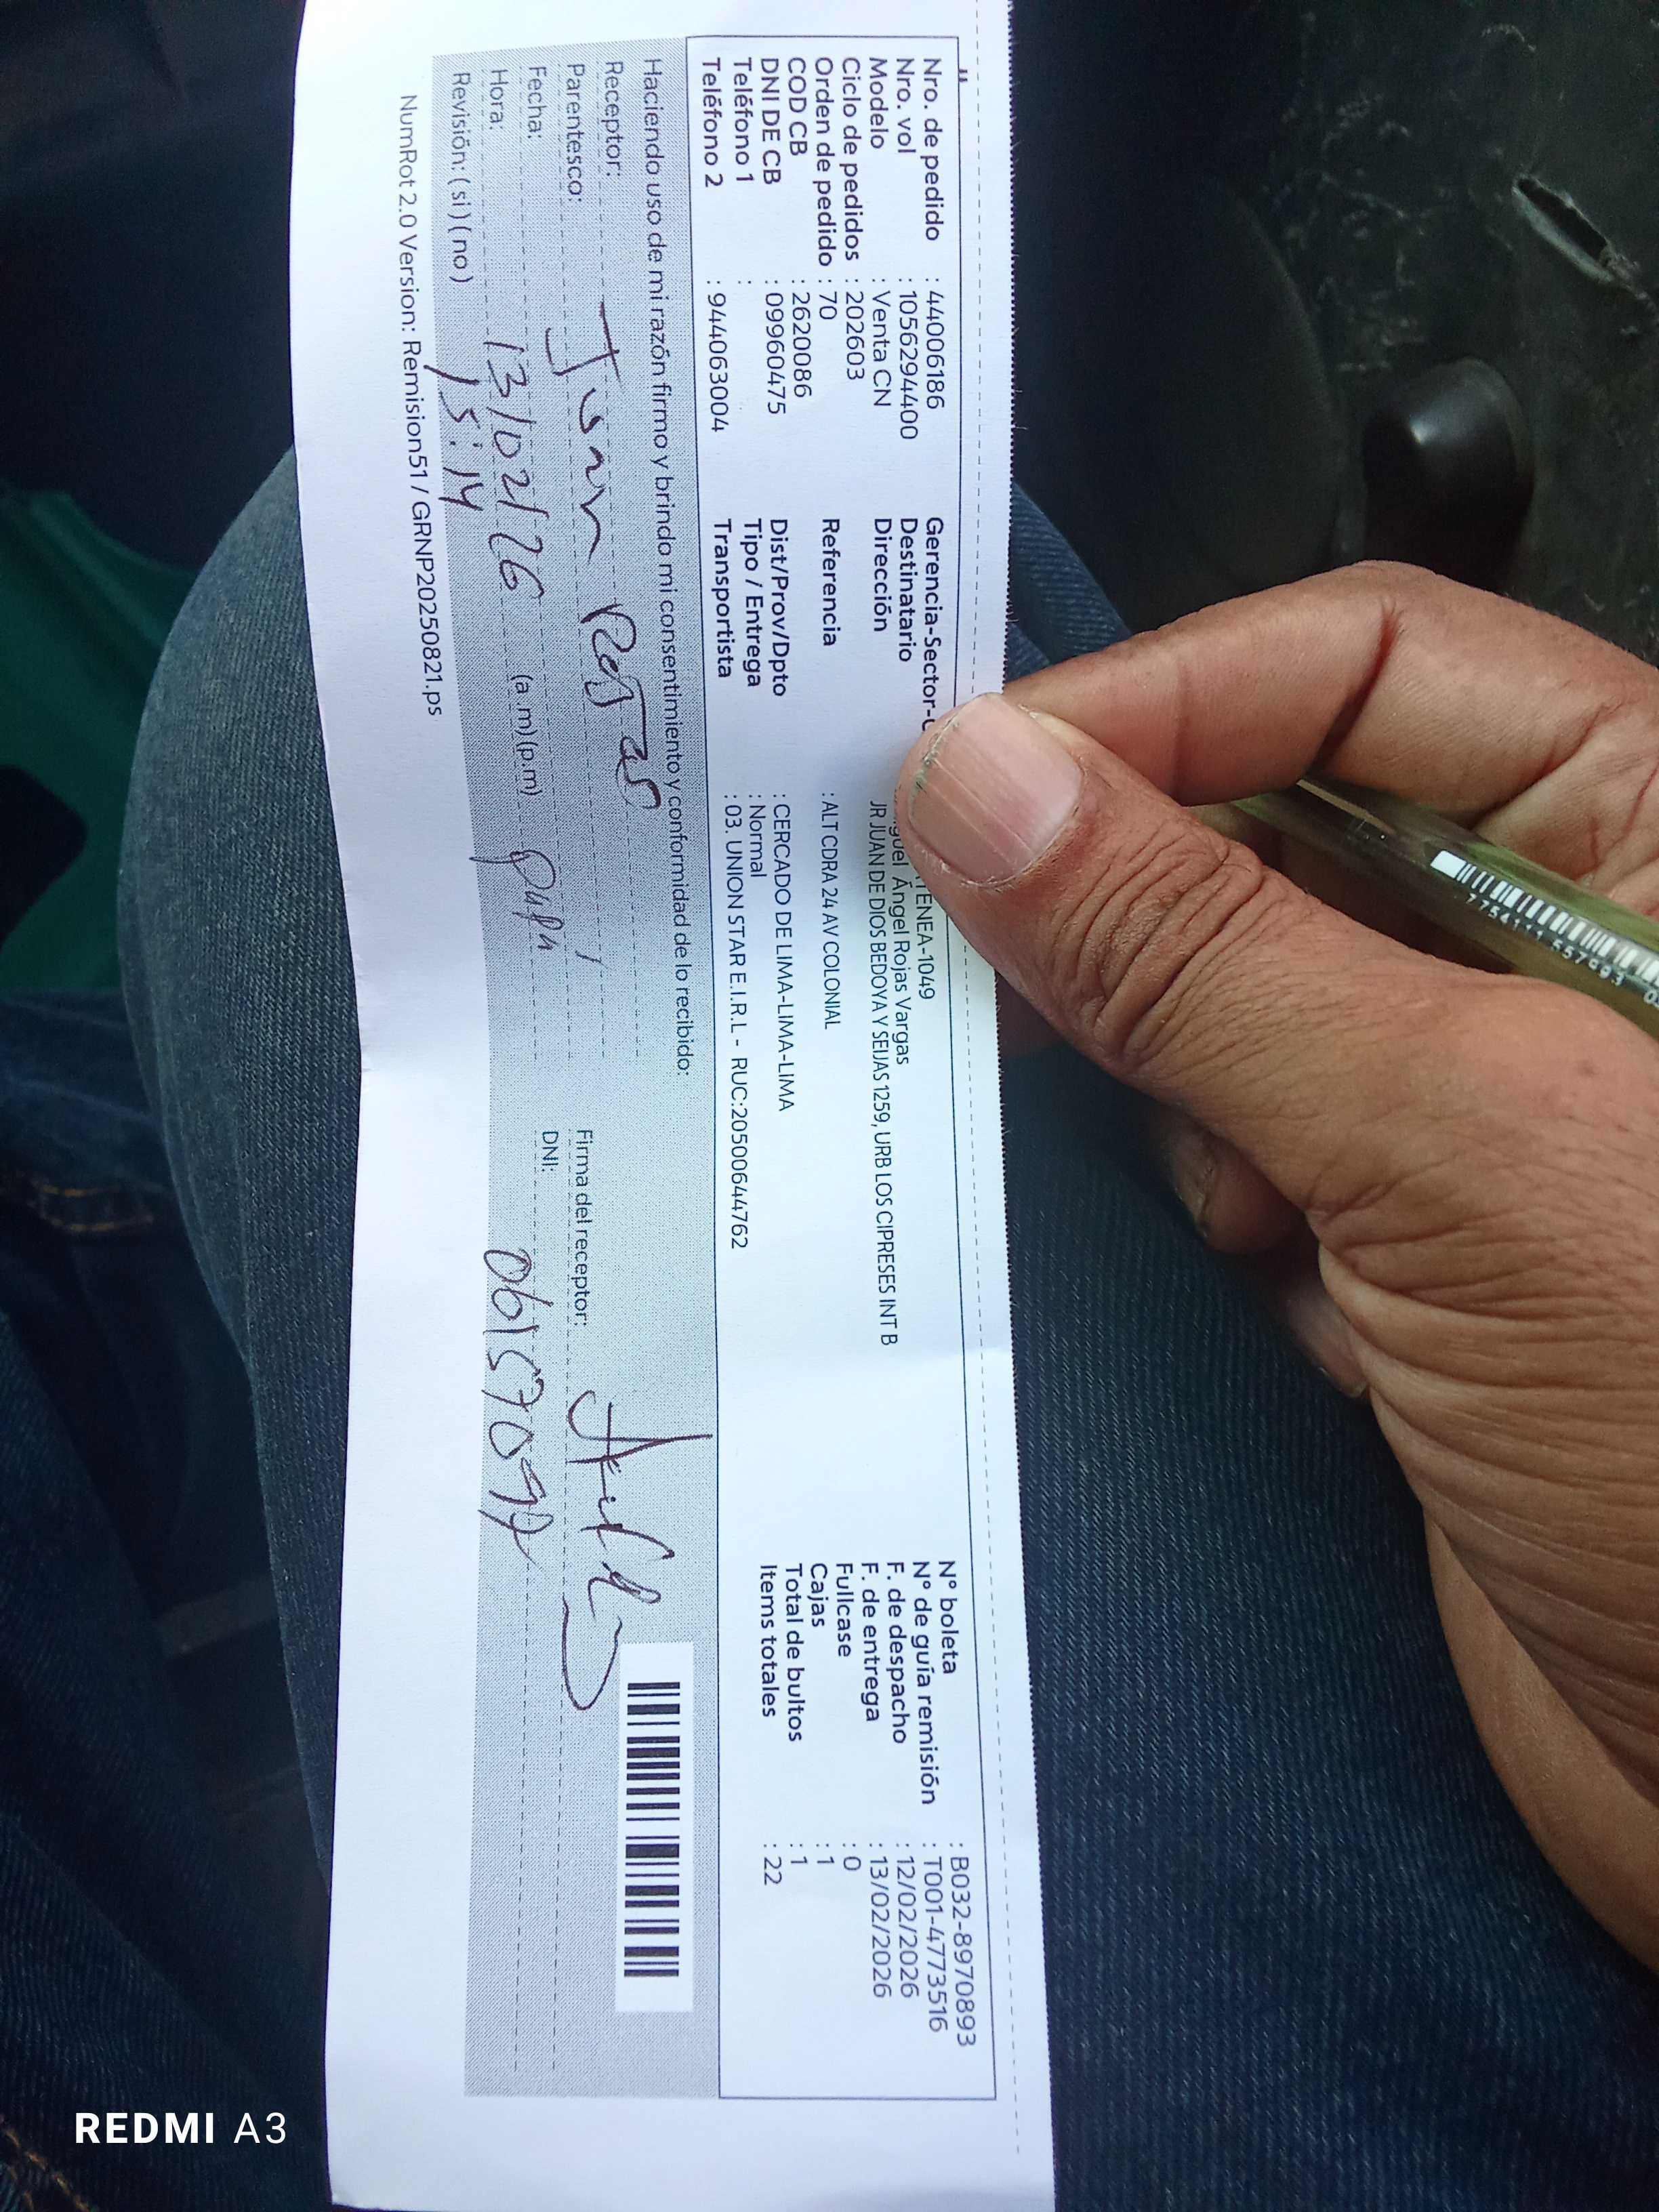 Nro. de pedido : 44006186
Nro. vol : 1056294400
Modelo : Venta CN
Ciclo de pedidos : 202603
Orden de pedido : 70
COD CB : 2620086
DNI DE CB : 09960475
Teléfono 1 :
Teléfono 2 : 944063004
Gerencia-Sector- TENEA-1049
Destinatario guel Ángel Rojas Vargas
Dirección JR JUAN DE DIOS BEDOYA Y SEIJAS 1259, URB LOS CIPRESES INT B
Referencia : ALT CDRA 24 AV COLONIAL
Dist/Prov/Dpto : CERCADO DE LIMA-LIMA-LIMA
Tipo / Entrega : Normal
Transportista : 03. UNION STAR E.I.R.L - RUC:20500644762
N° boleta : B032-8970893
N° de guía remisión : T001-4773516
F. de despacho : 12/02/2026
F. de entrega : 13/02/2026
Fullcase : 0
Cajas : 1
Total de bultos : 1
Items totales : 22
Haciendo uso de mi razón firmo y brindo mi consentimiento y conformidad de lo recibido:
Receptor: Juan Rojas
Parentesco:
Fecha: 13/02/26
Hora: 15:14 (a. m) (p.m)
Revisión: ( si ) ( no )
Firma del receptor:
DNI:
NumRot 2.0 Version: Remision51 / GRNP20250821.ps
REDMI A3